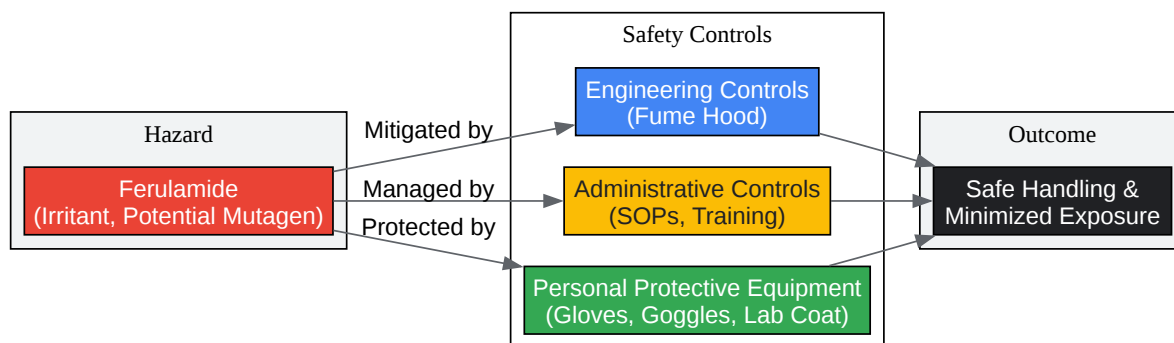 Safety Controls
Hazard
Ferulamide
(Irritant, Potential Mutagen)
Mitigated by
Managed by
Protected by
Engineering Controls
(Fume Hood)
Administrative Controls
(SOPs, Training)
Personal Protective Equipment
(Gloves, Goggles, Lab Coat)
Outcome
Safe Handling &
Minimized Exposure